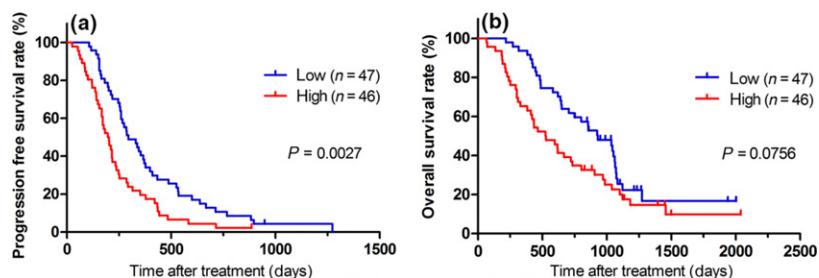 (a)
Progression free survival rate (%)
100
80
60
40
20
0
Low (n = 47)
High (n = 46)
P = 0.0027
0 500 1000 1500
Time after treatment (days)
(b)
Overall survival rate (%)
100
80
60
40
20
0
Low (n = 47)
High (n = 46)
P = 0.0756
0 500 1000 1500 2000 2500
Time after treatment (days)